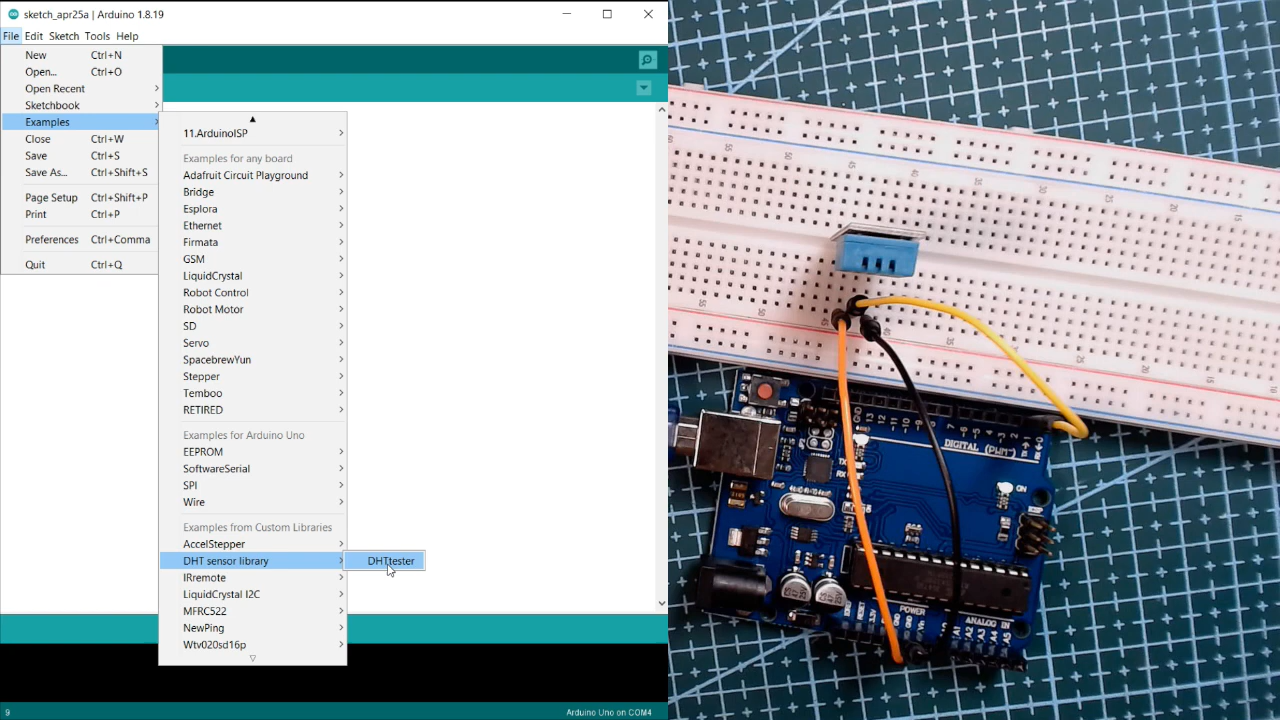 sketch_apr25a | Arduino 1.8.19
File Edit Sketch Tools Help
New Ctrl+N
Open... Ctrl+O
Open Recent
Sketchbook
Examples
Close Ctrl+W
Save Ctrl+S
Save As... Ctrl+Shift+S
Page Setup Ctrl+Shift+P
Print Ctrl+P
Preferences Ctrl+Comma
Quit Ctrl+Q
11.ArduinoISP
Examples for any board
Adafruit Circuit Playground
Bridge
Esplora
Ethernet
Firmata
GSM
LiquidCrystal
Robot Control
Robot Motor
SD
Servo
SpacebrewYun
Stepper
Temboo
RETIRED
Examples for Arduino Uno
EEPROM
SoftwareSerial
SPI
Wire
Examples from Custom Libraries
AccelStepper
DHT sensor library
IRremote
LiquidCrystal I2C
MFRC522
NewPing
Wtv020sd16p
DHTtester
9
Arduino Uno on COM4
DIGITAL (PWM~)
ON
POWER
ANALOG IN
RESET
3.3V
GND